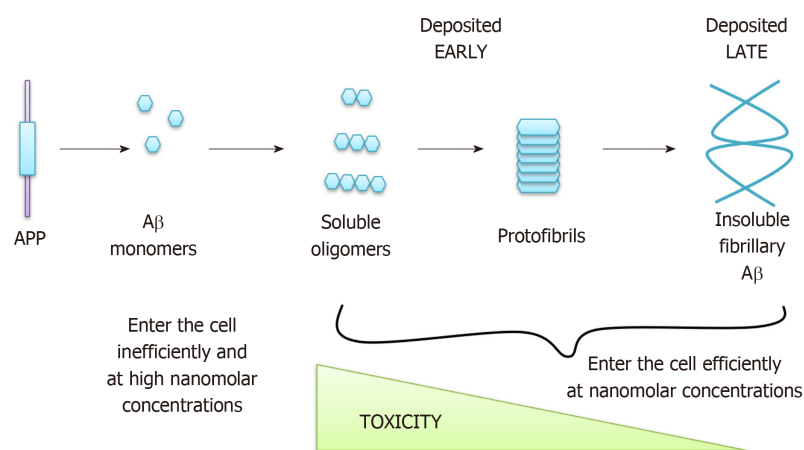 Deposited
EARLY
Deposited
LATE
APP
Aβ
monomers
Soluble
oligomers
Protofibrils
Insoluble
fibrillary
Aβ
Enter the cell
inefficiently and
at high nanomolar
concentrations
Enter the cell efficiently
at nanomolar concentrations
TOXICITY